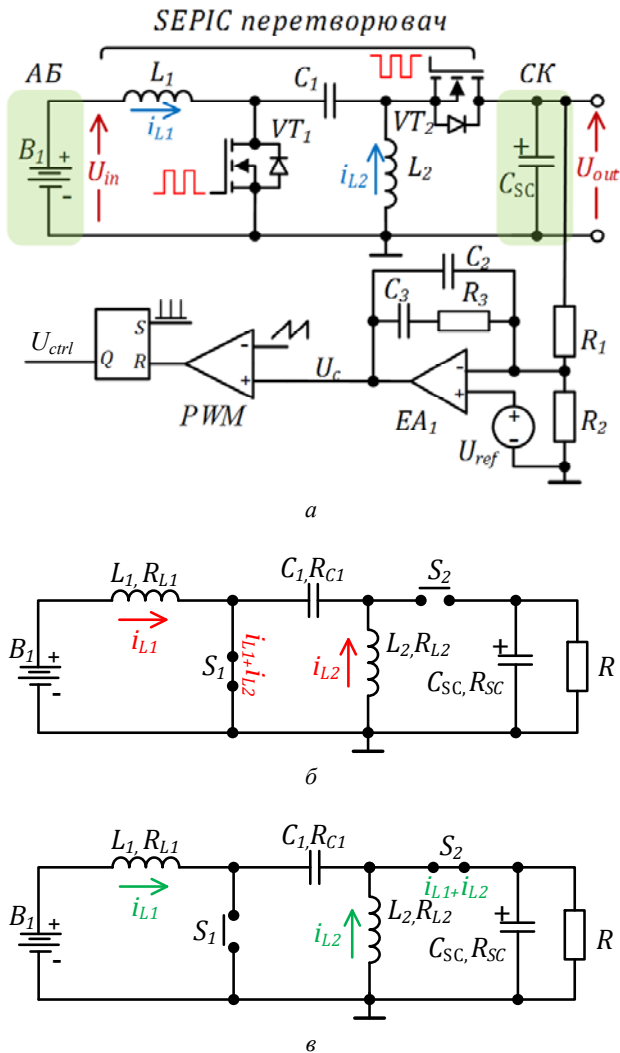 SEPIC перетворювач
АБ
L1
C1
СК
iL1
VT1
VT2
B1
+
-
Uin
iL2
L2
+
CSC
Uout
C2
C3
R3
R1
S
Uctrl
Q
R
-
+
Uc
PWM
-
+
EA1
+
-
Uref
R2
а
L1, RL1
C1,RC1
S2
iL1
B1
+
-
S1
iL1+iL2
iL2
L2,RL2
+
CSC, RSC
R
б
L1, RL1
C1,RC1
S2
iL1
iL1+iL2
B1
+
-
S1
iL2
L2,RL2
+
CSC, RSC
R
в